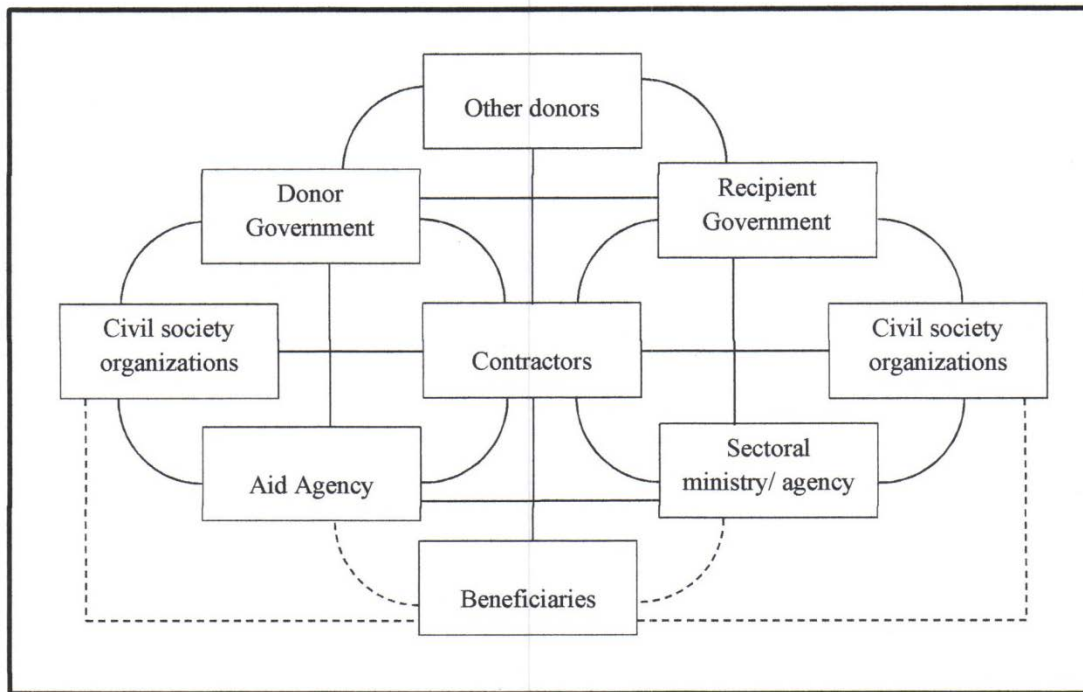 Other donors
Donor
Government
Recipient
Government
Civil society
organizations
Contractors
Civil society
organizations
Aid Agency
Sectoral
ministry/ agency
Beneficiaries